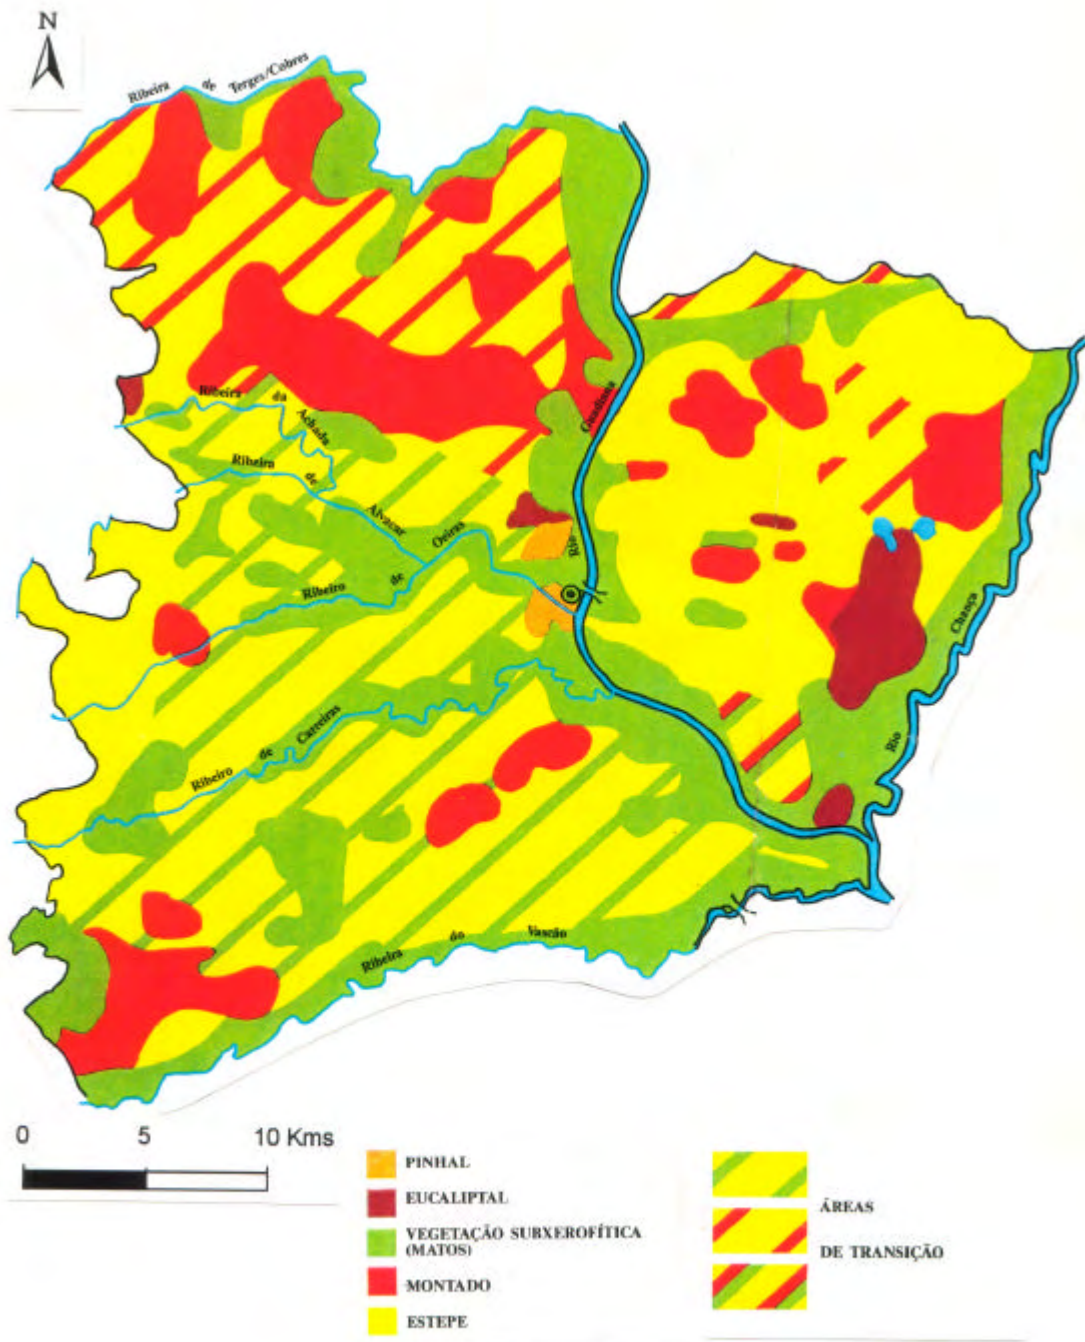 N
Ribeira de Terges/Cobres
Guadiana
Ribeira da Achada
Ribeira de Alvacar
Oeiras
Rio
Ribeiro de
Chança
Rio
Ribeiro de Carreiras
Ribeira do Vascão
0 5 10 Kms
PINHAL
EUCALIPTAL
VEGETAÇÃO SUBXEROFÍTICA
(MATOS)
MONTADO
ESTEPE
ÁREAS
DE TRANSIÇÃO